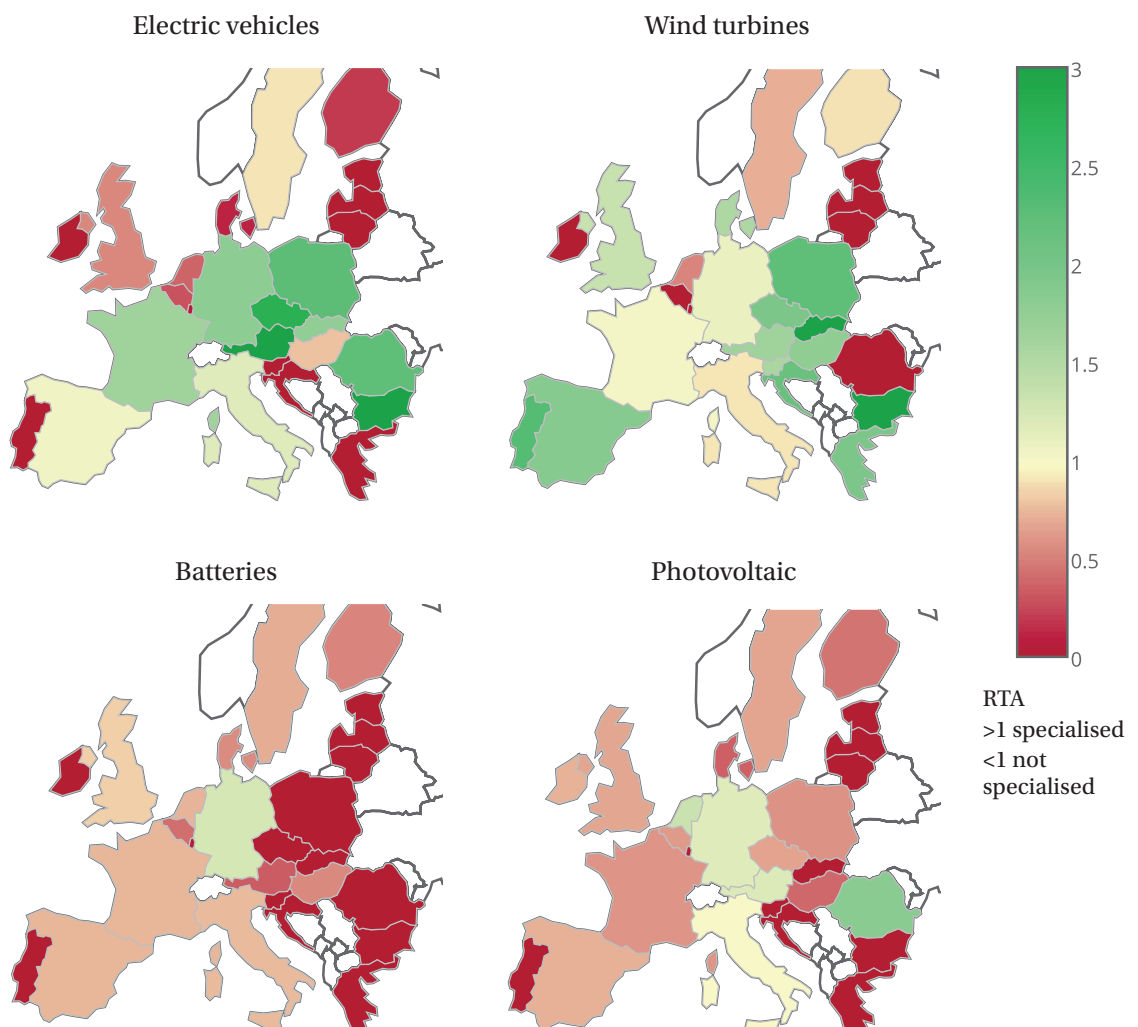 Electric vehicles
Wind turbines
3
2.5
2
1.5
1
0.5
0
Batteries
Photovoltaic
RTA
>1 specialised
<1 not
specialised